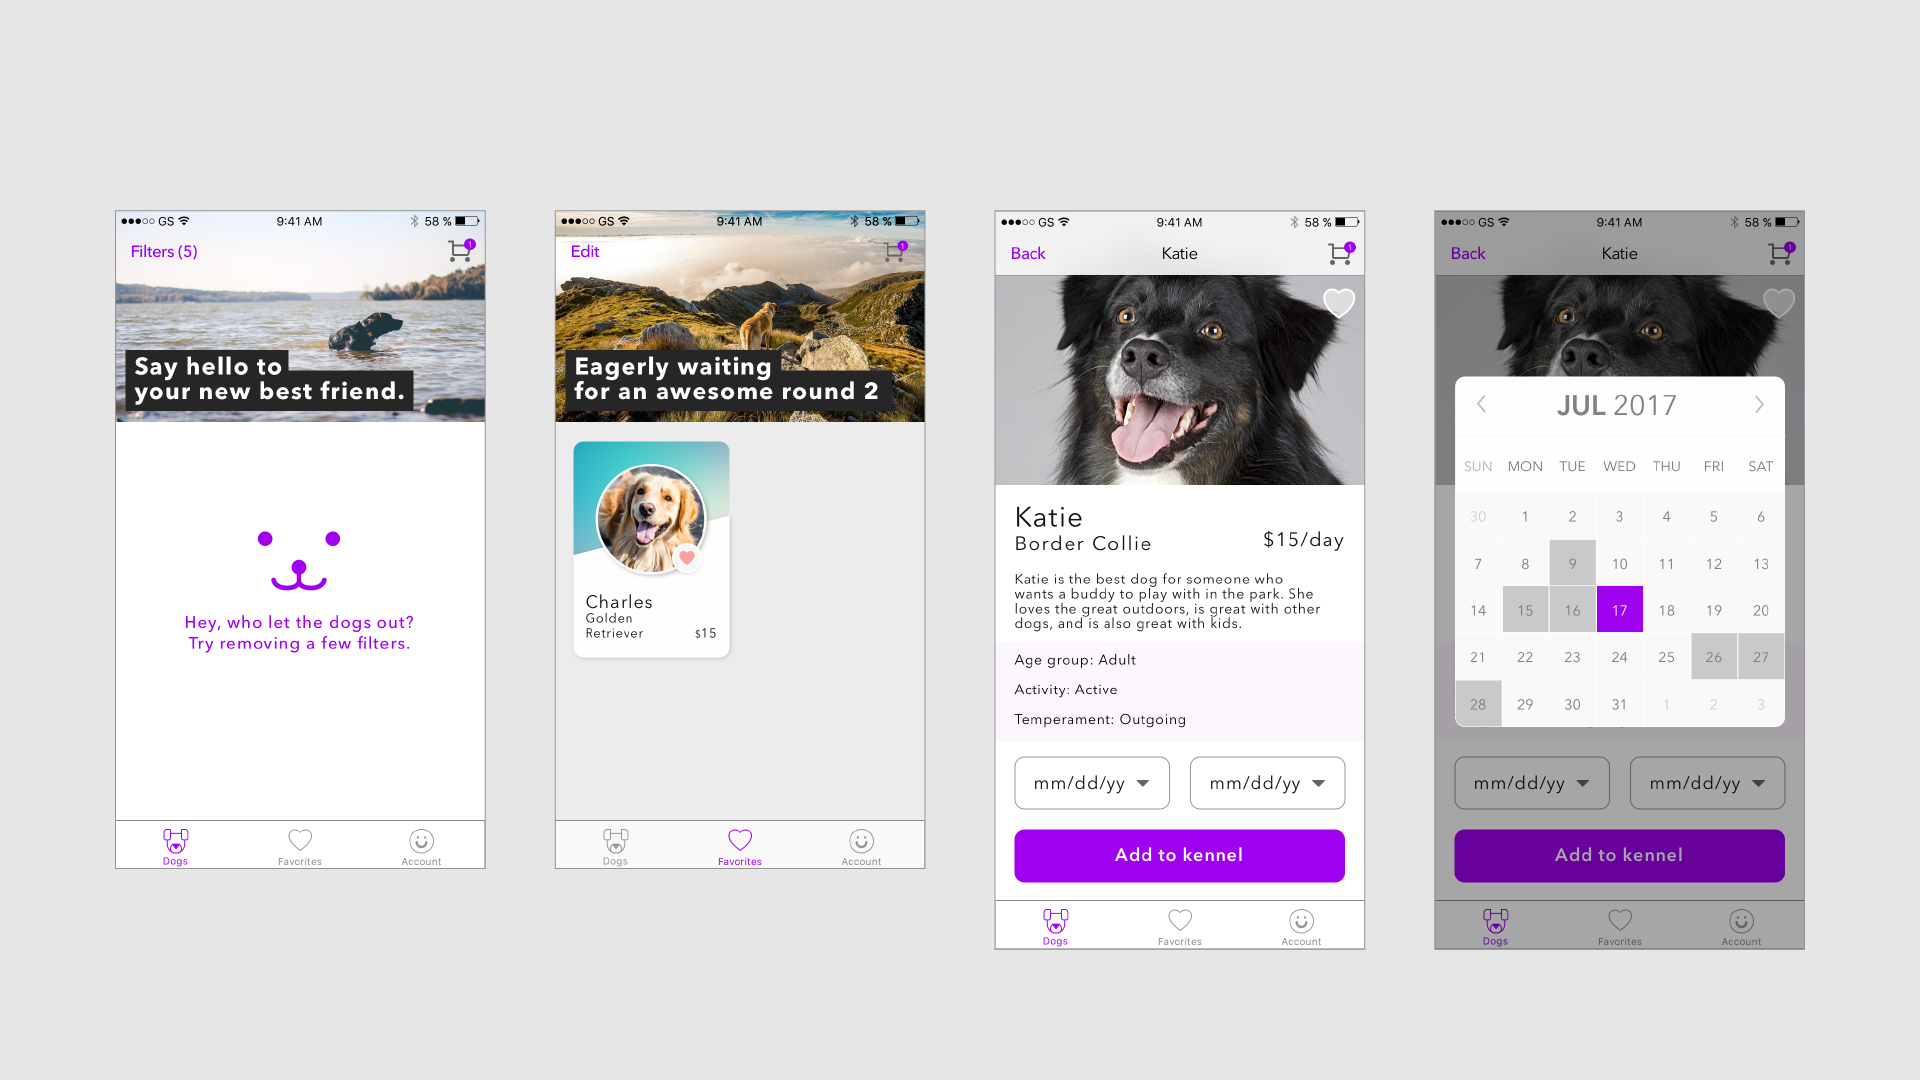 GS 9:41 AM 58 %
Filters (5) 1
Say hello to
your new best friend.
Hey, who let the dogs out?
Try removing a few filters.
Dogs Favorites Account
GS 9:41 AM 58 %
Edit 1
Eagerly waiting
for an awesome round 2
Charles
Golden
Retriever $15
Dogs Favorites Account
GS 9:41 AM 58 %
Back Katie 1
Katie
Border Collie $15/day
Katie is the best dog for someone who
wants a buddy to play with in the park. She
loves the great outdoors, is great with other
dogs, and is also great with kids.
Age group: Adult
Activity: Active
Temperament: Outgoing
mm/dd/yy mm/dd/yy
Add to kennel
Dogs Favorites Account
GS 9:41 AM 58 %
Back Katie 1
JUL 2017
SUN MON TUE WED THU FRI SAT
30 1 2 3 4 5 6
7 8 9 10 11 12 13
14 15 16 17 18 19 20
21 22 23 24 25 26 27
28 29 30 31 1 2 3
mm/dd/yy mm/dd/yy
Add to kennel
Dogs Favorites Account